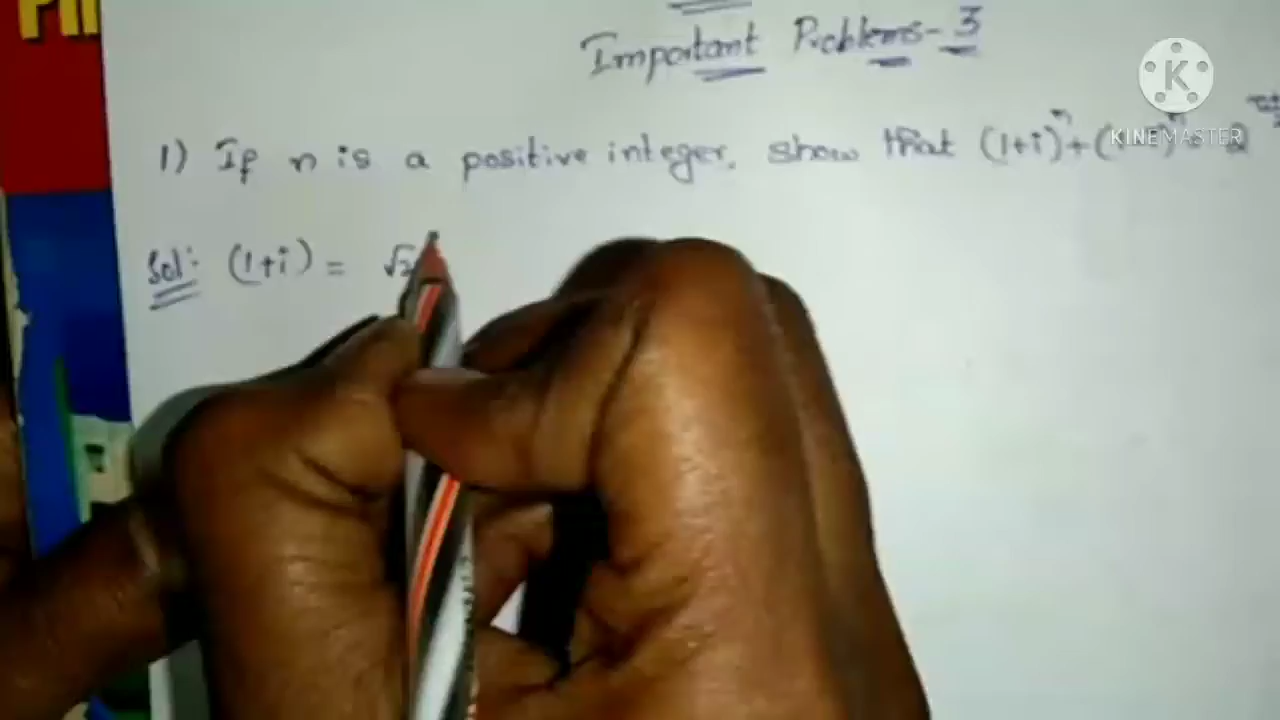 Important Problems-3
KINEMASTER
1) If n is a positive integer, show that (1+i)ⁿ+(
Sol: (1+i) = √2